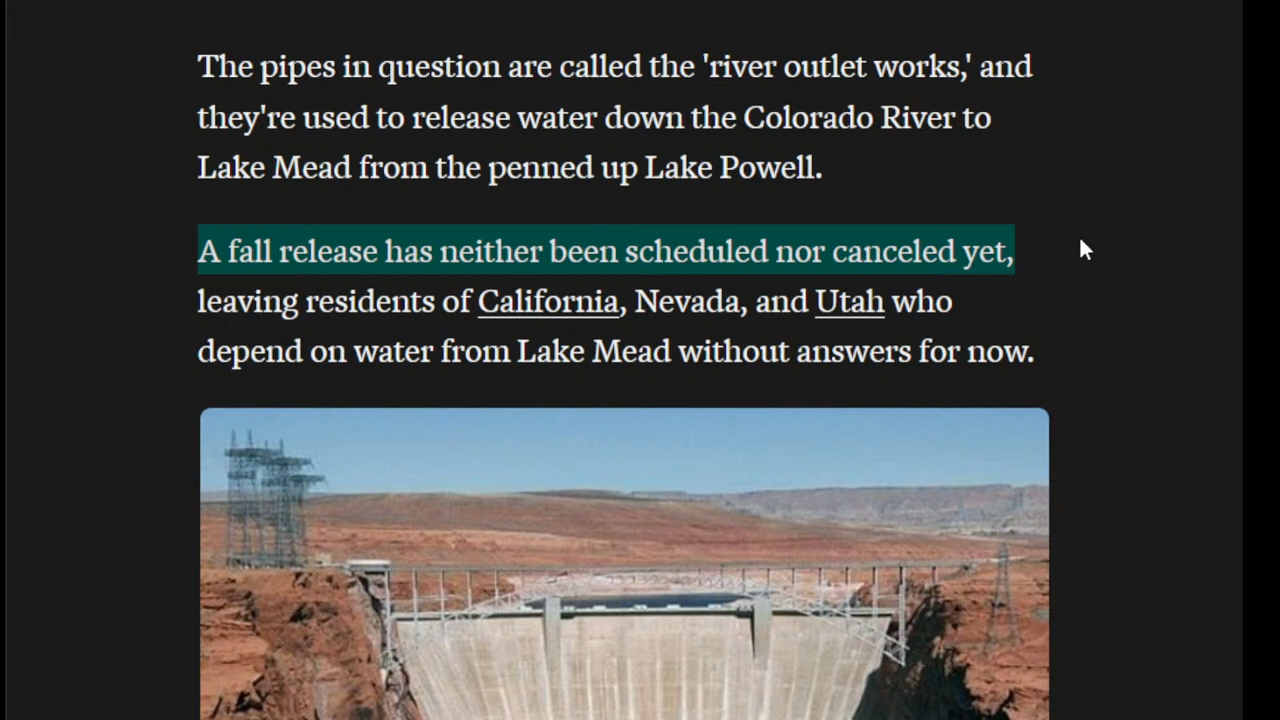 The pipes in question are called the 'river outlet works,' and
they're used to release water down the Colorado River to
Lake Mead from the penned up Lake Powell.
A fall release has neither been scheduled nor canceled yet,
leaving residents of California, Nevada, and Utah who
depend on water from Lake Mead without answers for now.